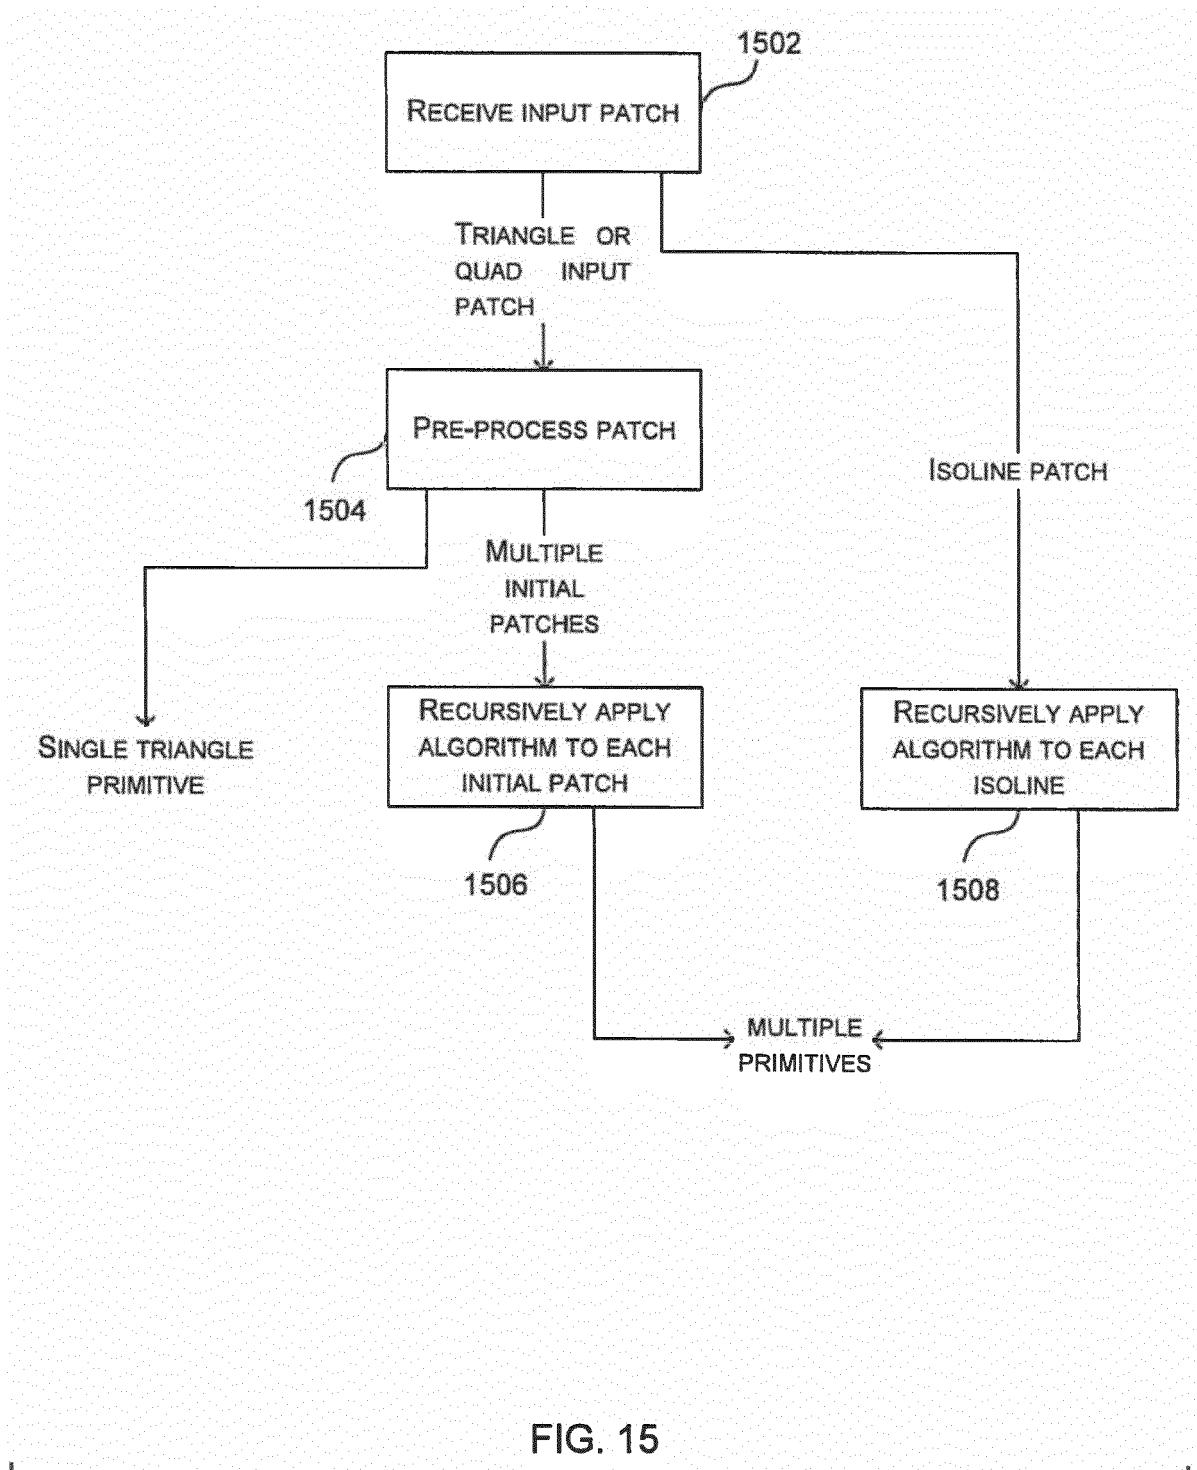 1502
RECEIVE INPUT PATCH
TRIANGLE OR
QUAD INPUT
PATCH
PRE-PROCESS PATCH
1504
ISOLINE PATCH
MULTIPLE
INITIAL
PATCHES
SINGLE TRIANGLE
PRIMITIVE
RECURSIVELY APPLY
ALGORITHM TO EACH
INITIAL PATCH
1506
RECURSIVELY APPLY
ALGORITHM TO EACH
ISOLINE
1508
MULTIPLE
PRIMITIVES
FIG. 15